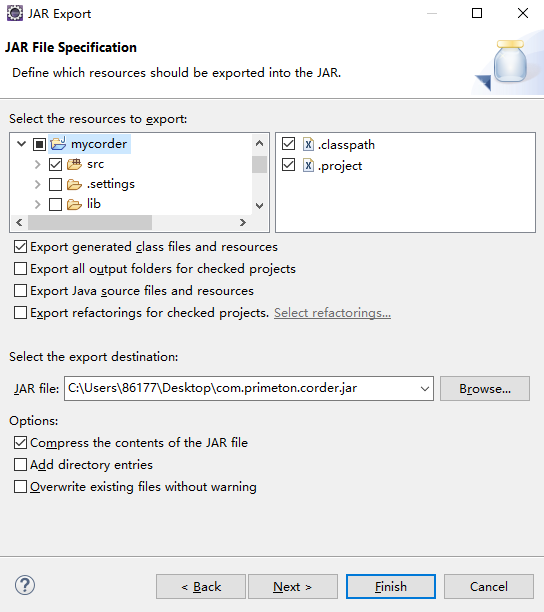 JAR Export
JAR File Specification
Define which resources should be exported into the JAR.
Select the resources to export:
mycorder
src
.settings
lib
.classpath
.project
Export generated class files and resources
Export all output folders for checked projects
Export Java source files and resources
Export refactorings for checked projects. Select refactorings...
Select the export destination:
JAR file: C:\Users\86177\Desktop\com.primeton.corder.jar Browse...
Options:
Compress the contents of the JAR file
Add directory entries
Overwrite existing files without warning
? < Back Next > Finish Cancel